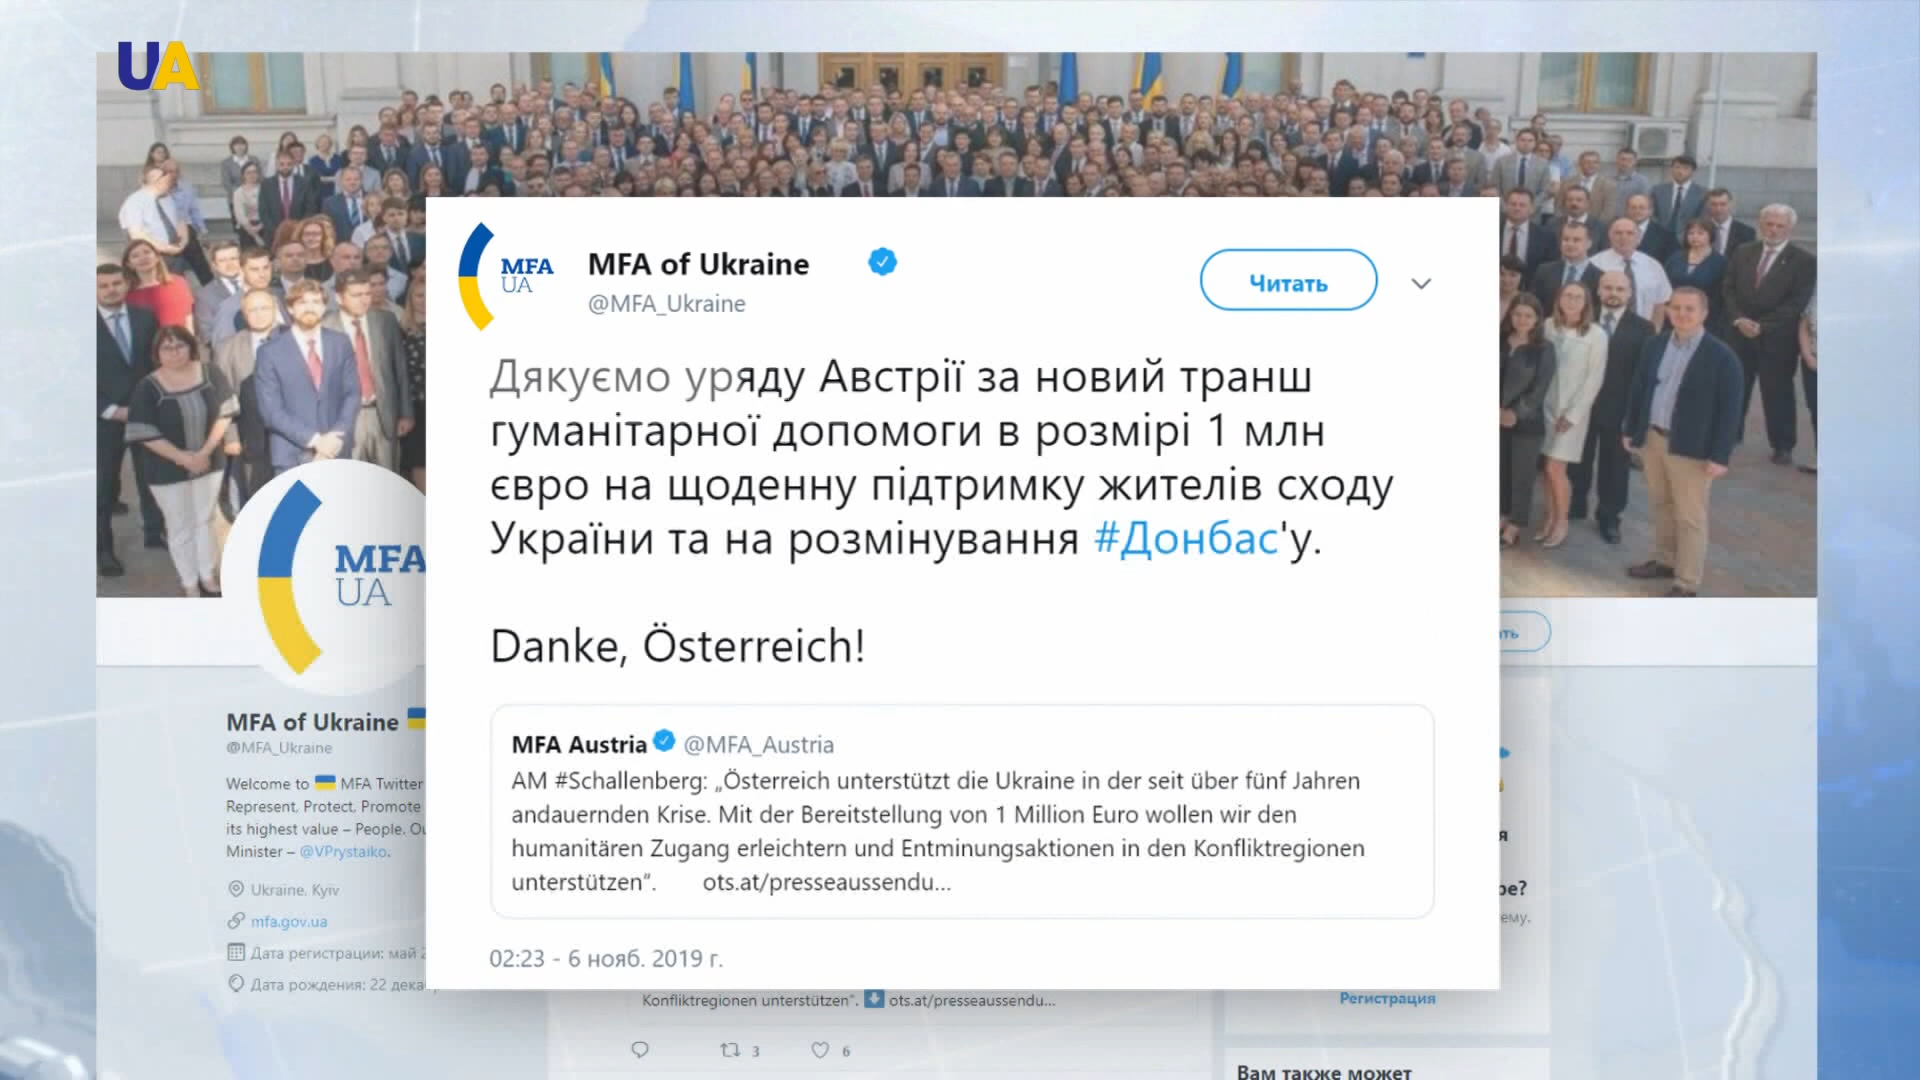 UA
MFA
UA
MFA of Ukraine
@MFA_Ukraine
Читать
Дякуємо уряду Австрії за новий транш
гуманітарної допомоги в розмірі 1 млн
євро на щоденну підтримку жителів сходу
України та на розмінування #Донбас'у.
Danke, Österreich!
MFA Austria @MFA_Austria
AM #Schallenberg: „Österreich unterstützt die Ukraine in der seit über fünf Jahren
andauernden Krise. Mit der Bereitstellung von 1 Million Euro wollen wir den
humanitären Zugang erleichtern und Entminungsaktionen in den Konfliktregionen
unterstützen“. ots.at/presseaussendu...
02:23 - 6 нояб. 2019 г.
MFA
UA
MFA of Ukraine
@MFA_Ukraine
Welcome to MFA Twitter
Represent, Protect, Promote
its highest value – People. Ou
Minister – @VPrystaiko.
Ukraine, Kyiv
mfa.gov.ua
Дата регистрации: май 2
Дата рождения: 22 дека
Konfliktregionen unterstützen“. ots.at/presseaussendu...
3 6
ать
я
ре?
ему.
Регистрация
Вам также может